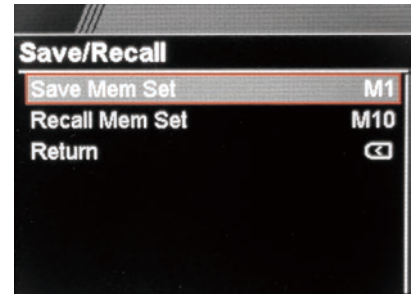 Save/Recall
Save Mem Set M1
Recall Mem Set M10
Return